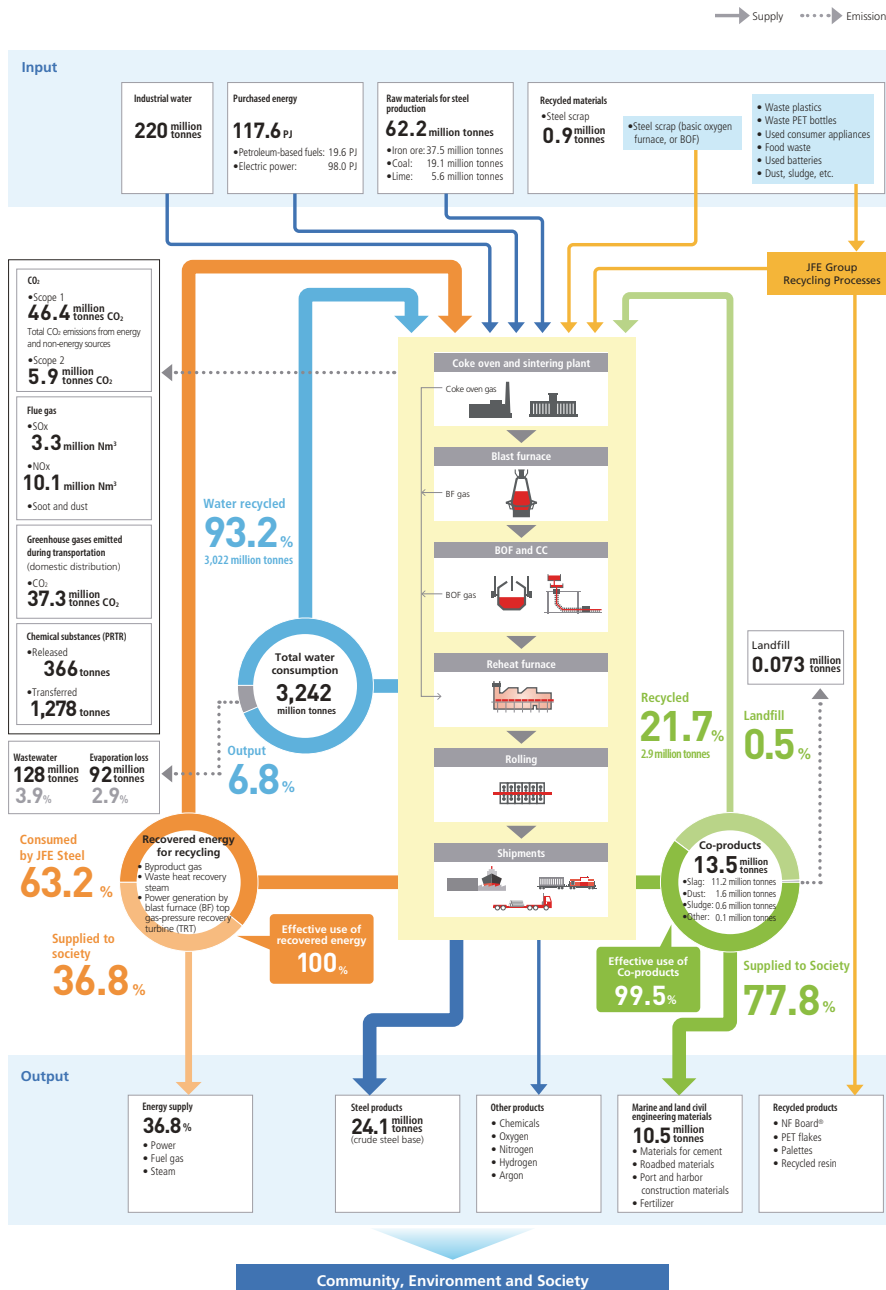 Supply
Emission
Input
Industrial water
220 million tonnes
Purchased energy
117.6 PJ
•Petroleum-based fuels: 19.6 PJ
•Electric power: 98.0 PJ
Raw materials for steel
production
62.2 million tonnes
•Iron ore: 37.5 million tonnes
•Coal: 19.1 million tonnes
•Lime: 5.6 million tonnes
Recycled materials
•Steel scrap
0.9 million tonnes
•Steel scrap (basic oxygen
furnace, or BOF)
• Waste plastics
• Waste PET bottles
• Used consumer appliances
• Food waste
• Used batteries
• Dust, sludge, etc.
JFE Group
Recycling Processes
CO₂
•Scope 1
46.4 million tonnes CO₂
Total CO₂ emissions from energy
and non-energy sources
•Scope 2
5.9 million tonnes CO₂
Flue gas
•SOx
3.3 million Nm³
•NOx
10.1 million Nm³
•Soot and dust
Greenhouse gases emitted
during transportation
(domestic distribution)
•CO₂
37.3 million tonnes CO₂
Chemical substances (PRTR)
•Released
366 tonnes
•Transferred
1,278 tonnes
Wastewater
128 million tonnes
3.9%
Evaporation loss
92 million tonnes
2.9%
Water recycled
93.2%
3,022 million tonnes
Total water
consumption
3,242
million tonnes
Output
6.8%
Coke oven and sintering plant
Coke oven gas
Blast furnace
BF gas
BOF and CC
BOF gas
Reheat furnace
Rolling
Shipments
Landfill
0.073 million tonnes
Recycled
21.7%
2.9 million tonnes
Landfill
0.5 %
Consumed
by JFE Steel
63.2 %
Recovered energy
for recycling
• Byproduct gas
• Waste heat recovery
steam
• Power generation by
blast furnace (BF) top
gas-pressure recovery
turbine (TRT)
Supplied to
society
36.8 %
Effective use of
recovered energy
100%
Co-products
13.5 million tonnes
•Slag: 11.2 million tonnes
•Dust: 1.6 million tonnes
•Sludge: 0.6 million tonnes
•Other: 0.1 million tonnes
Effective use of
Co-products
99.5%
Supplied to Society
77.8%
Output
Energy supply
36.8 %
• Power
• Fuel gas
• Steam
Steel products
24.1 million tonnes
(crude steel base)
Other products
• Chemicals
• Oxygen
• Nitrogen
• Hydrogen
• Argon
Marine and land civil
engineering materials
10.5 million tonnes
• Materials for cement
• Roadbed materials
• Port and harbor
construction materials
• Fertilizer
Recycled products
• NF Board®
• PET flakes
• Palettes
• Recycled resin
Community, Environment and Society